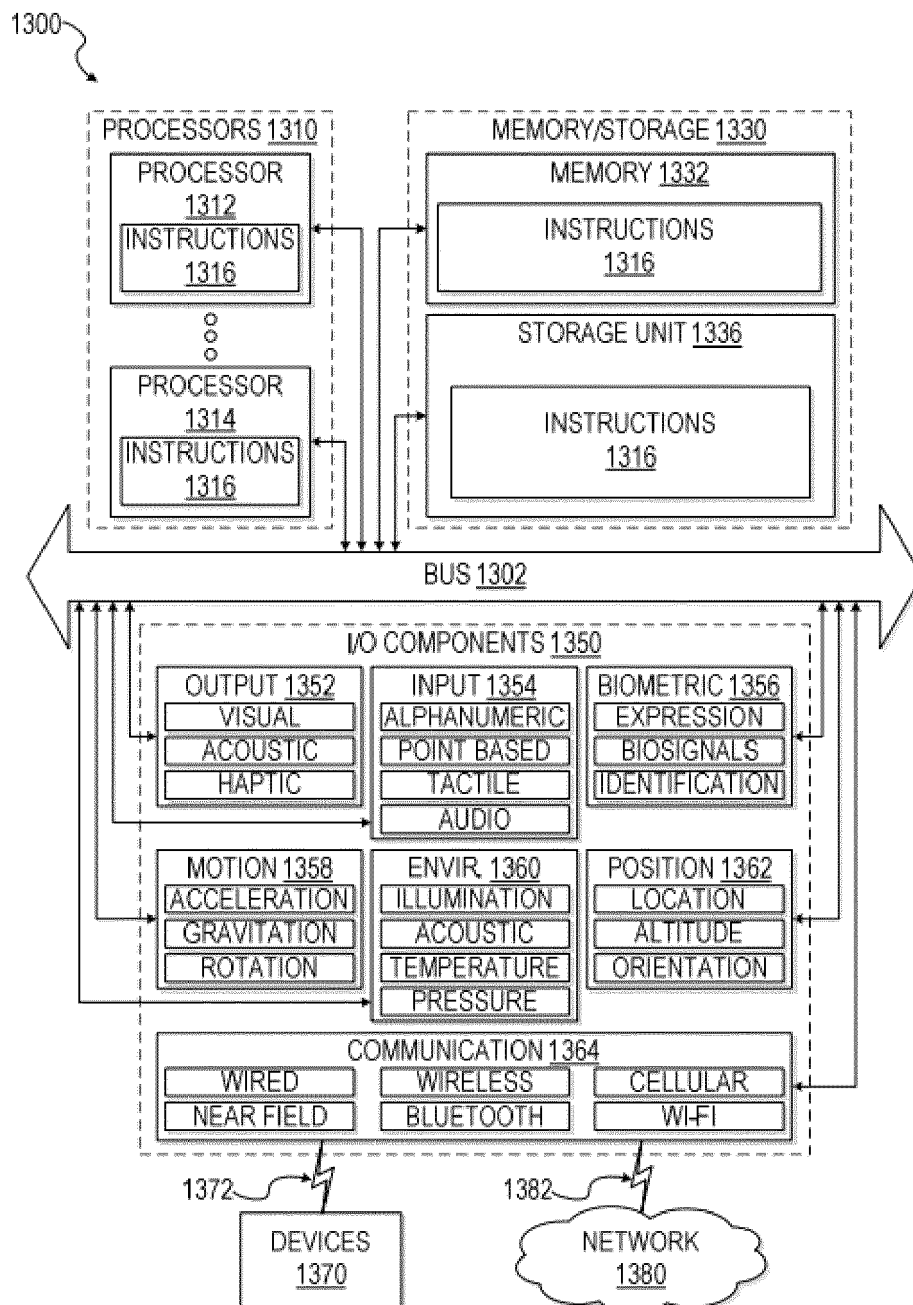 1300
PROCESSORS 1310
PROCESSOR
1312
INSTRUCTIONS
1316
PROCESSOR
1314
INSTRUCTIONS
1316
MEMORY/STORAGE 1330
MEMORY 1332
INSTRUCTIONS
1316
STORAGE UNIT 1336
INSTRUCTIONS
1316
BUS 1302
I/O COMPONENTS 1350
OUTPUT 1352
VISUAL
ACOUSTIC
HAPTIC
INPUT 1354
ALPHANUMERIC
POINT BASED
TACTILE
AUDIO
BIOMETRIC 1356
EXPRESSION
BIOSIGNALS
IDENTIFICATION
MOTION 1358
ACCELERATION
GRAVITATION
ROTATION
ENVIR. 1360
ILLUMINATION
ACOUSTIC
TEMPERATURE
PRESSURE
POSITION 1362
LOCATION
ALTITUDE
ORIENTATION
COMMUNICATION 1364
WIRED
WIRELESS
CELLULAR
NEAR FIELD
BLUETOOTH
WI-FI
1372
1382
DEVICES
1370
NETWORK
1380